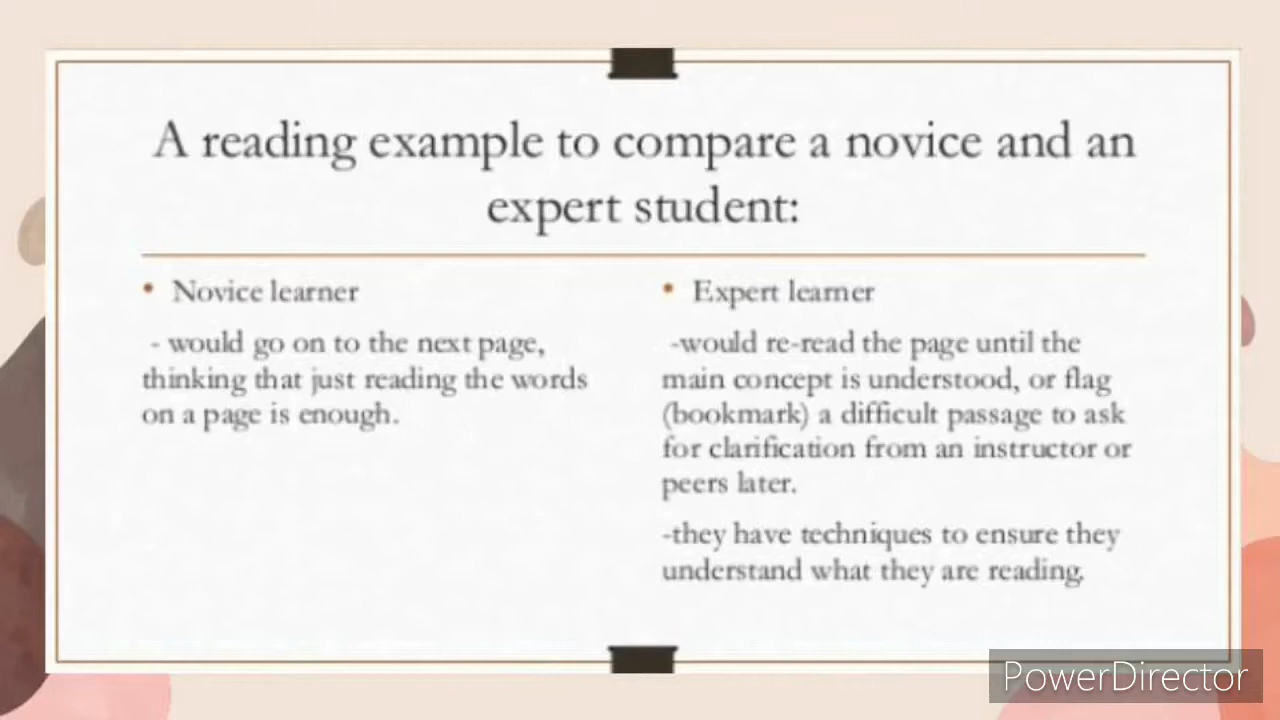 A reading example to compare a novice and an
expert student:
• Novice learner
- would go on to the next page,
thinking that just reading the words
on a page is enough.
• Expert learner
-would re-read the page until the
main concept is understood, or flag
(bookmark) a difficult passage to ask
for clarification from an instructor or
peers later.
-they have techniques to ensure they
understand what they are reading.
PowerDirector